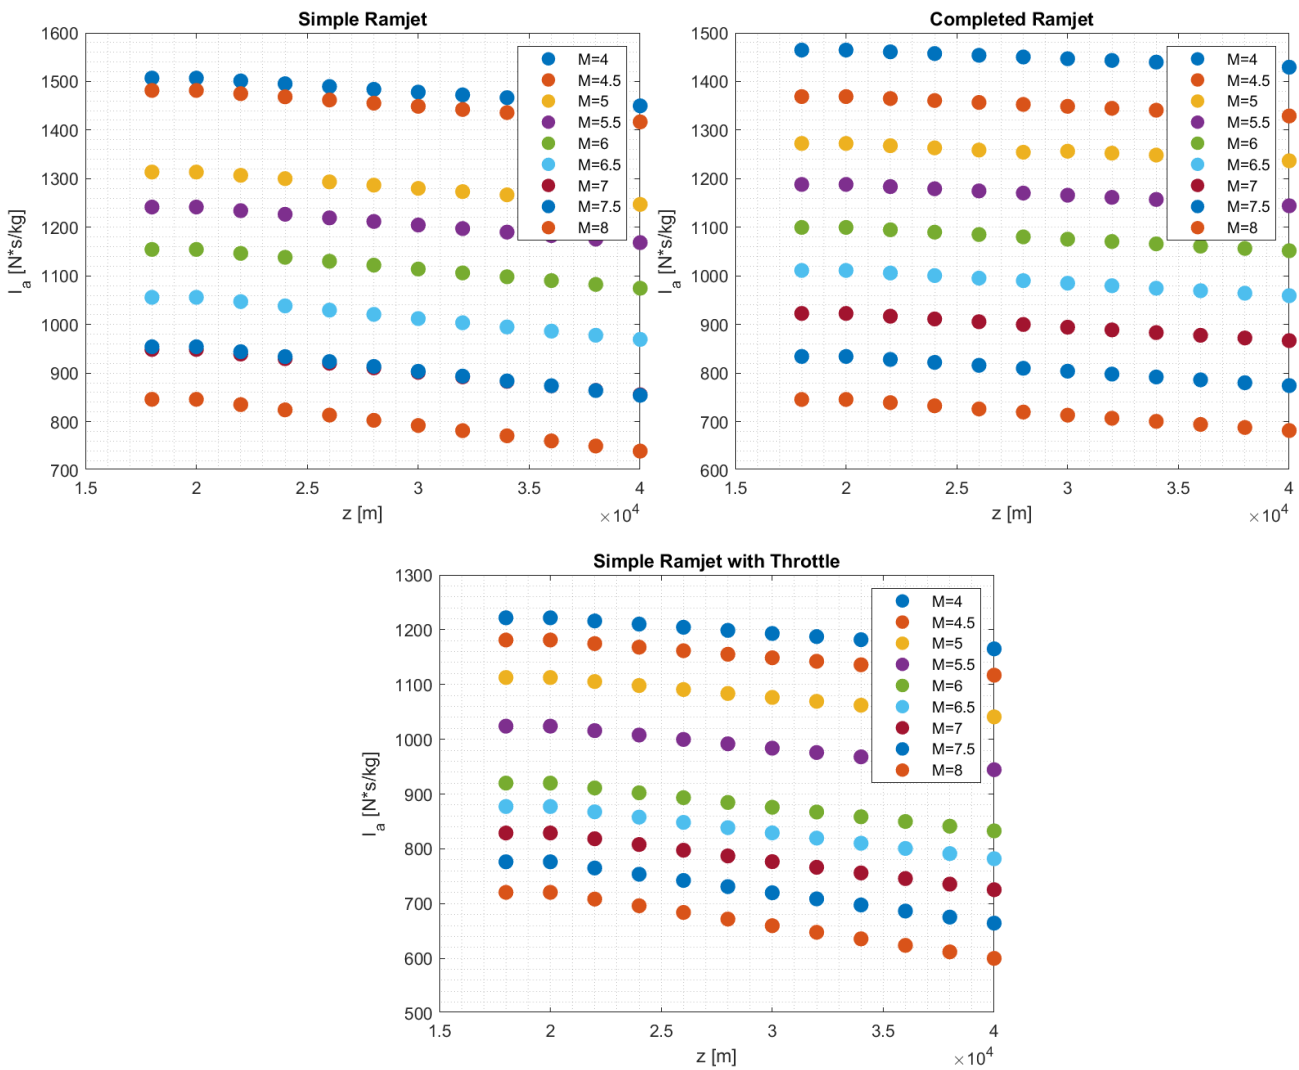 Simple Ramjet
1600
1500
1400
1300
1200
1100
1000
900
800
700
1.5 2 2.5 3 3.5 4
×10^4
z [m]
I_a [N*s/kg]
M=4
M=4.5
M=5
M=5.5
M=6
M=6.5
M=7
M=7.5
M=8
Completed Ramjet
1500
1400
1300
1200
1100
1000
900
800
700
600
1.5 2 2.5 3 3.5 4
×10^4
z [m]
I_a [N*s/kg]
M=4
M=4.5
M=5
M=5.5
M=6
M=6.5
M=7
M=7.5
M=8
Simple Ramjet with Throttle
1300
1200
1100
1000
900
800
700
600
500
1.5 2 2.5 3 3.5 4
×10^4
z [m]
I_a [N*s/kg]
M=4
M=4.5
M=5
M=5.5
M=6
M=6.5
M=7
M=7.5
M=8